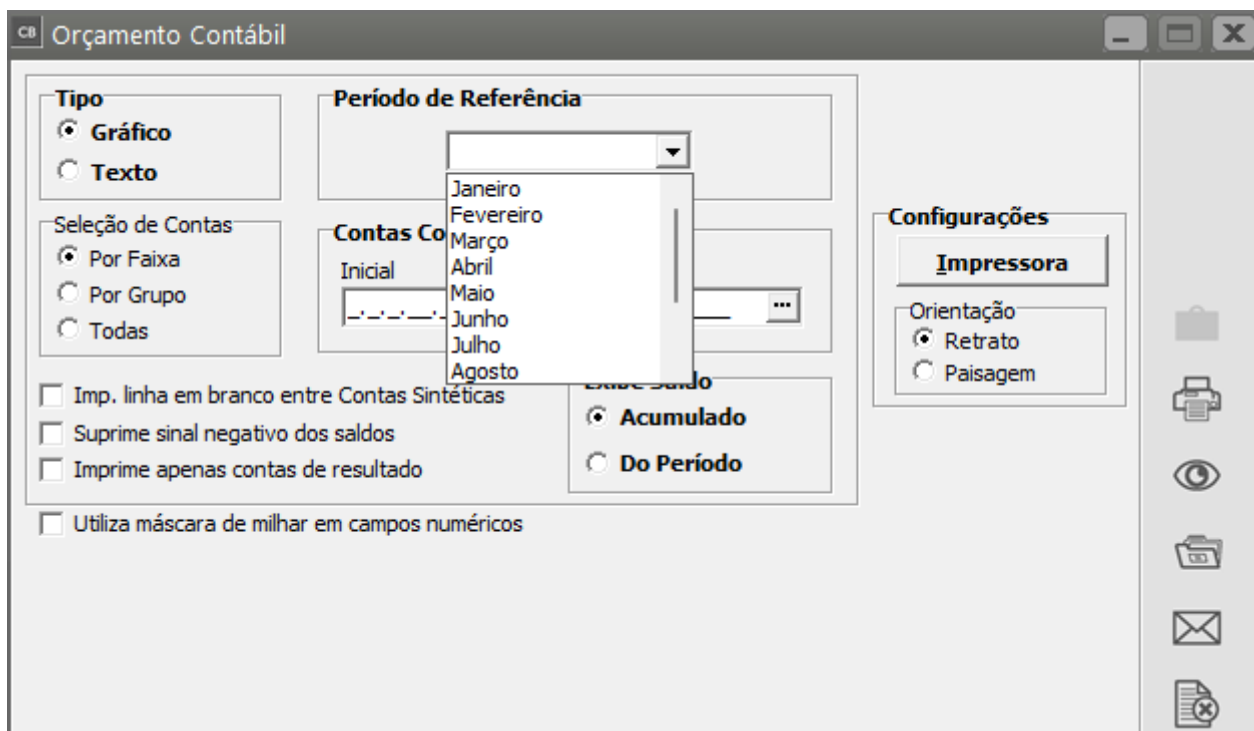 CB Orçamento Contábil
Tipo
Gráfico
Texto
Período de Referência
Janeiro
Fevereiro
Março
Abril
Maio
Junho
Julho
Agosto
Seleção de Contas
Por Faixa
Por Grupo
Todas
Contas Co
Inicial
_._._.__._
...
Configurações
Impressora
Orientação
Retrato
Paisagem
Imp. linha em branco entre Contas Sintéticas
Suprime sinal negativo dos saldos
Imprime apenas contas de resultado
Exibe Saldo
Acumulado
Do Período
Utiliza máscara de milhar em campos numéricos